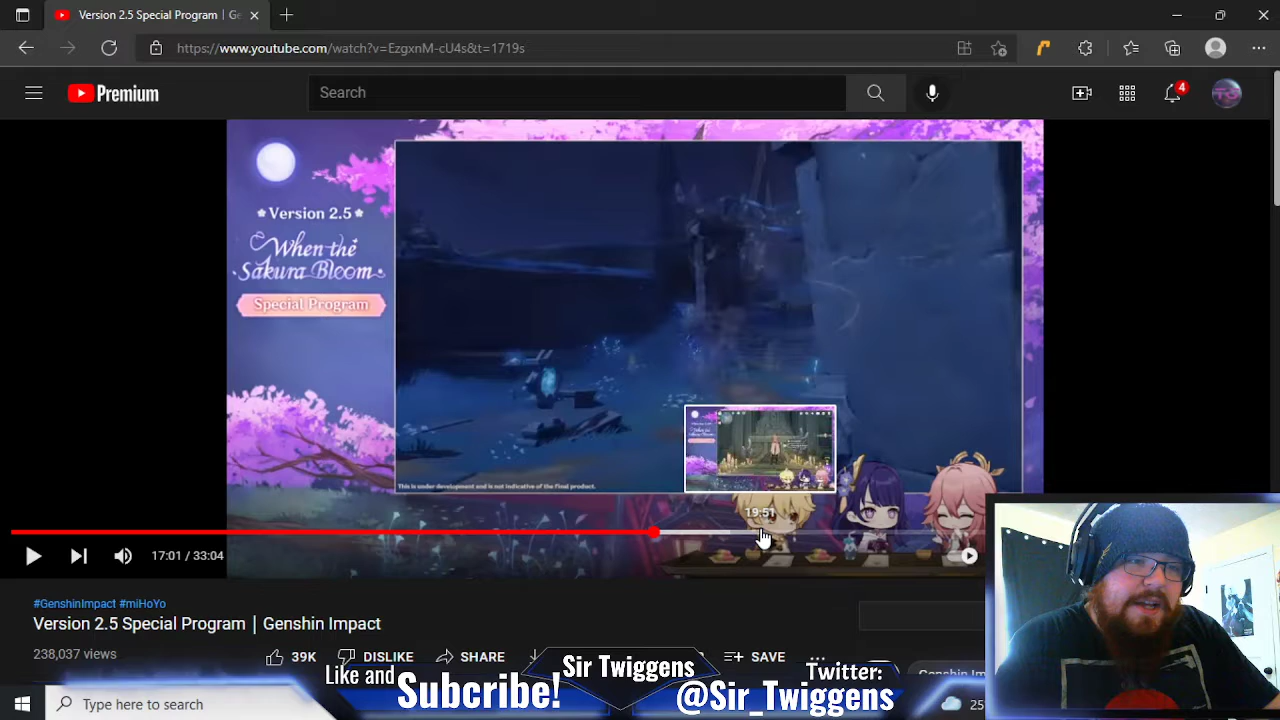 Version 2.5 Special Program | Ge
https://www.youtube.com/watch?v=EzgxnM-cU4s&t=1719s
Premium
Search
4
Version 2.5
When the
Sakura Bloom
Special Program
This is under development and is not indicative of the final product.
19:51
17:01 / 33:04
#GenshinImpact #miHoYo
Version 2.5 Special Program | Genshin Impact
238,037 views
39K
DISLIKE
SHARE
SAVE
Like and
Subcribe!
Sir Twiggens
Twitter:
@Sir_Twiggens
Type here to search
25